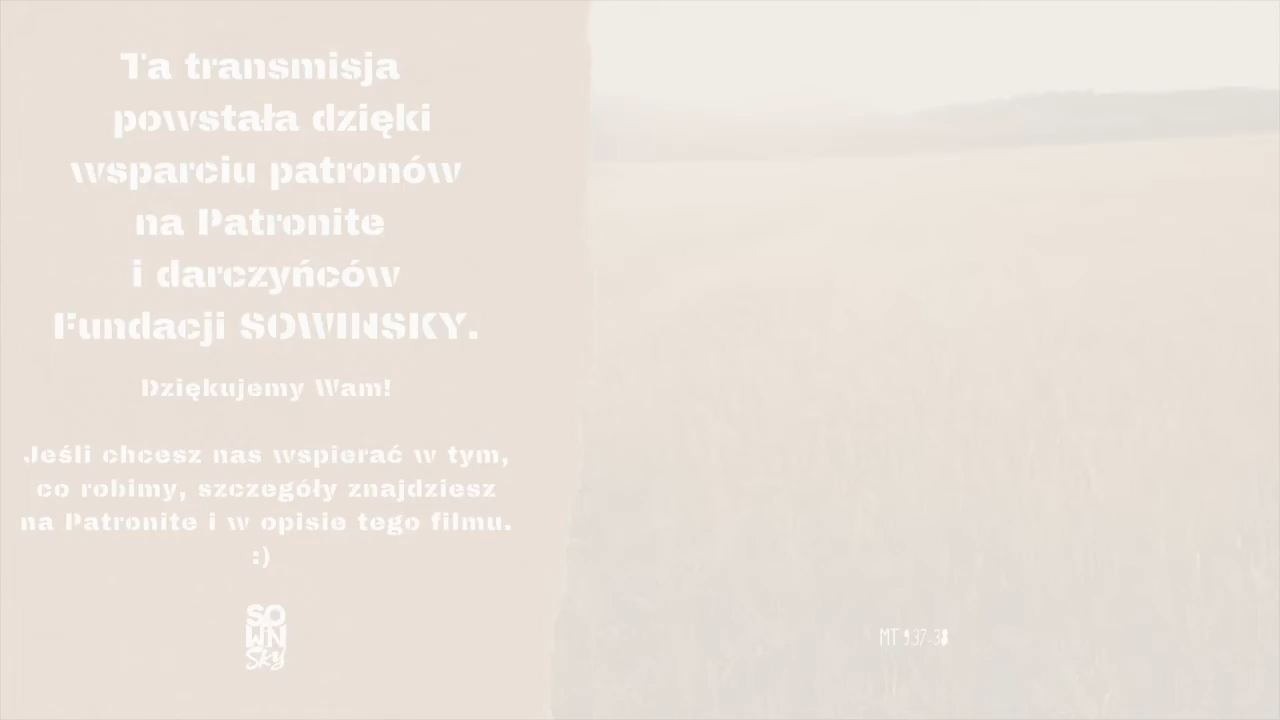 Ta transmisja
powstała dzięki
wsparciu patronów
na Patronite
i darczyńców
Fundacji SOWINSKY.
Dziękujemy Wam!
Jeśli chcesz nas wspierać w tym,
co robimy, szczegóły znajdziesz
na Patronite i w opisie tego filmu.
:)
SO
WIN
Sky
MT 9,37-38